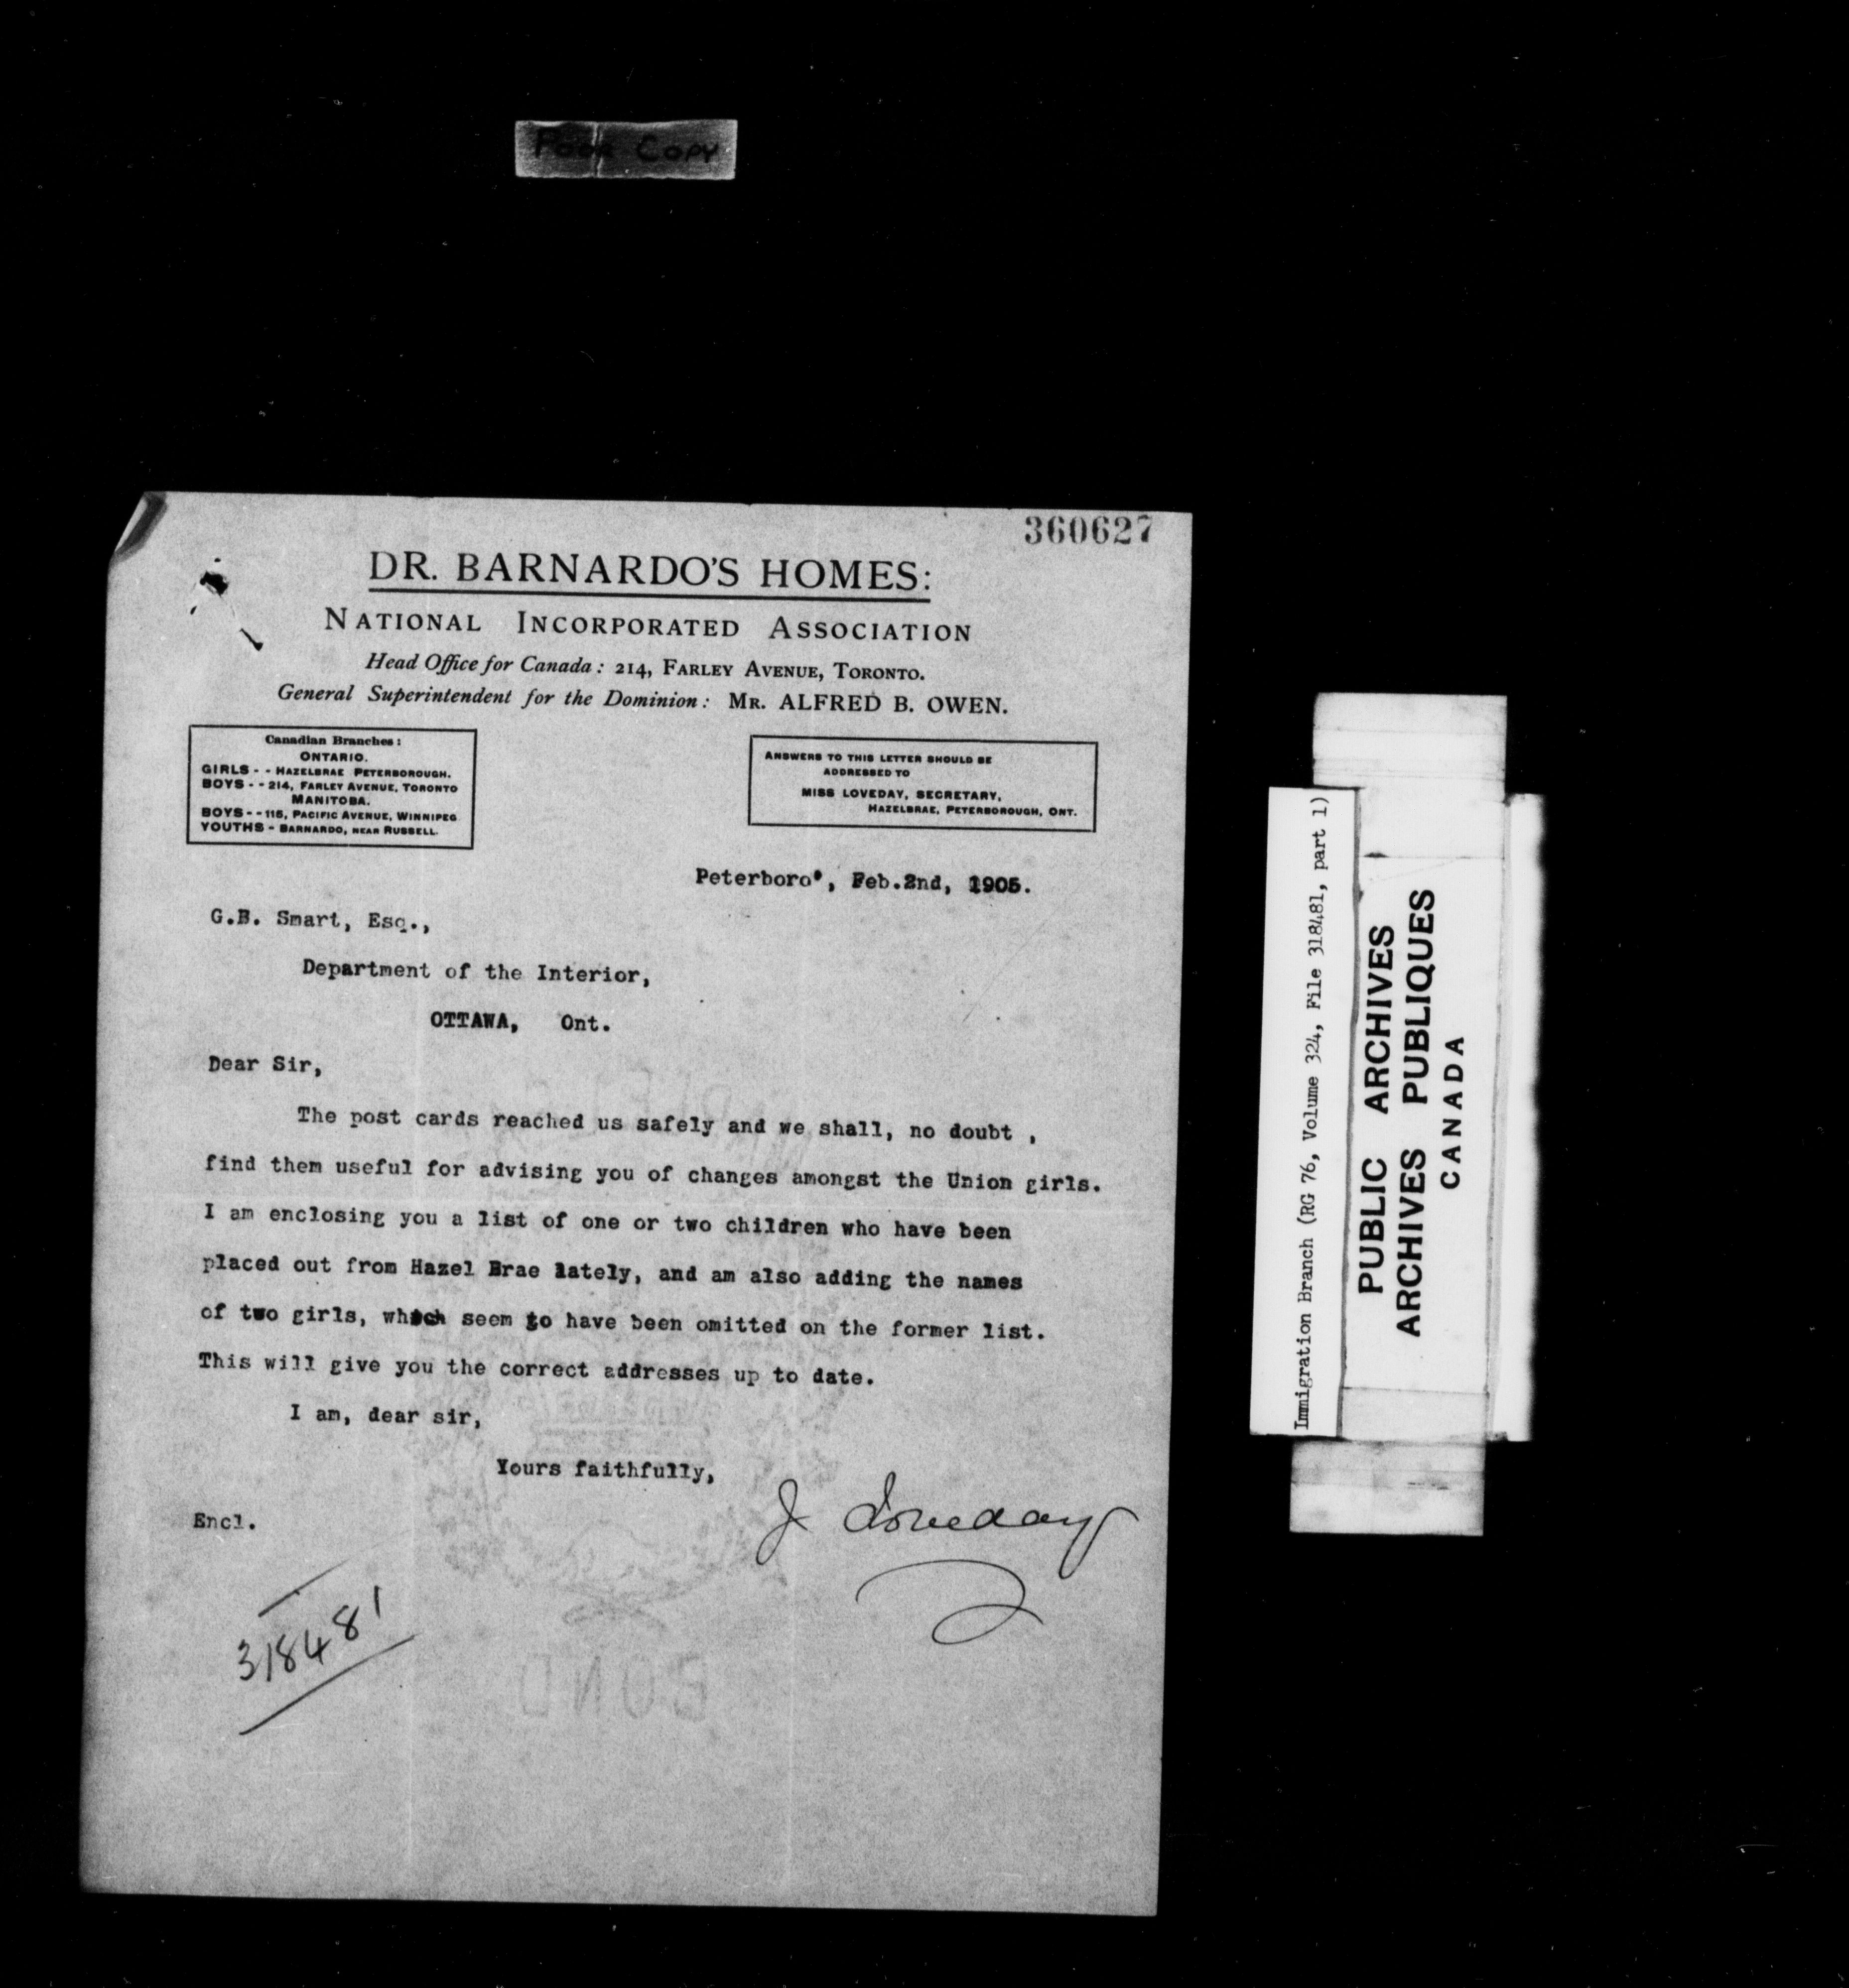 Poor Copy
360627
DR. BARNARDO'S HOMES:
NATIONAL INCORPORATED ASSOCIATION
Head Office for Canada: 214, FARLEY AVENUE, TORONTO.
General Superintendent for the Dominion: MR. ALFRED B. OWEN.
Canadian Branches:
ONTARIO.
GIRLS - - HAZELBRAE PETERBOROUGH.
BOYS - - 214, FARLEY AVENUE, TORONTO
MANITOBA.
BOYS - - 115, PACIFIC AVENUE, WINNIPEG
YOUTHS - BARNARDO, NEAR RUSSELL.
ANSWERS TO THIS LETTER SHOULD BE
ADDRESSED TO
MISS LOVEDAY, SECRETARY,
HAZELBRAE, PETERBOROUGH, ONT.
Peterboro', Feb.2nd, 1905.
G.B. Smart, Esq.,
Department of the Interior,
OTTAWA, Ont.
Dear Sir,
The post cards reached us safely and we shall, no doubt ,
find them useful for advising you of changes amongst the Union girls.
I am enclosing you a list of one or two children who have been
placed out from Hazel Brae lately, and am also adding the names
of two girls, which seem to have been omitted on the former list.
This will give you the correct addresses up to date.
I am, dear sir,
Yours faithfully,
J Loveday
Encl.
318481
BOND
Immigration Branch (RG 76, Volume 324, File 318481, part 1)
PUBLIC ARCHIVES
ARCHIVES PUBLIQUES
CANADA